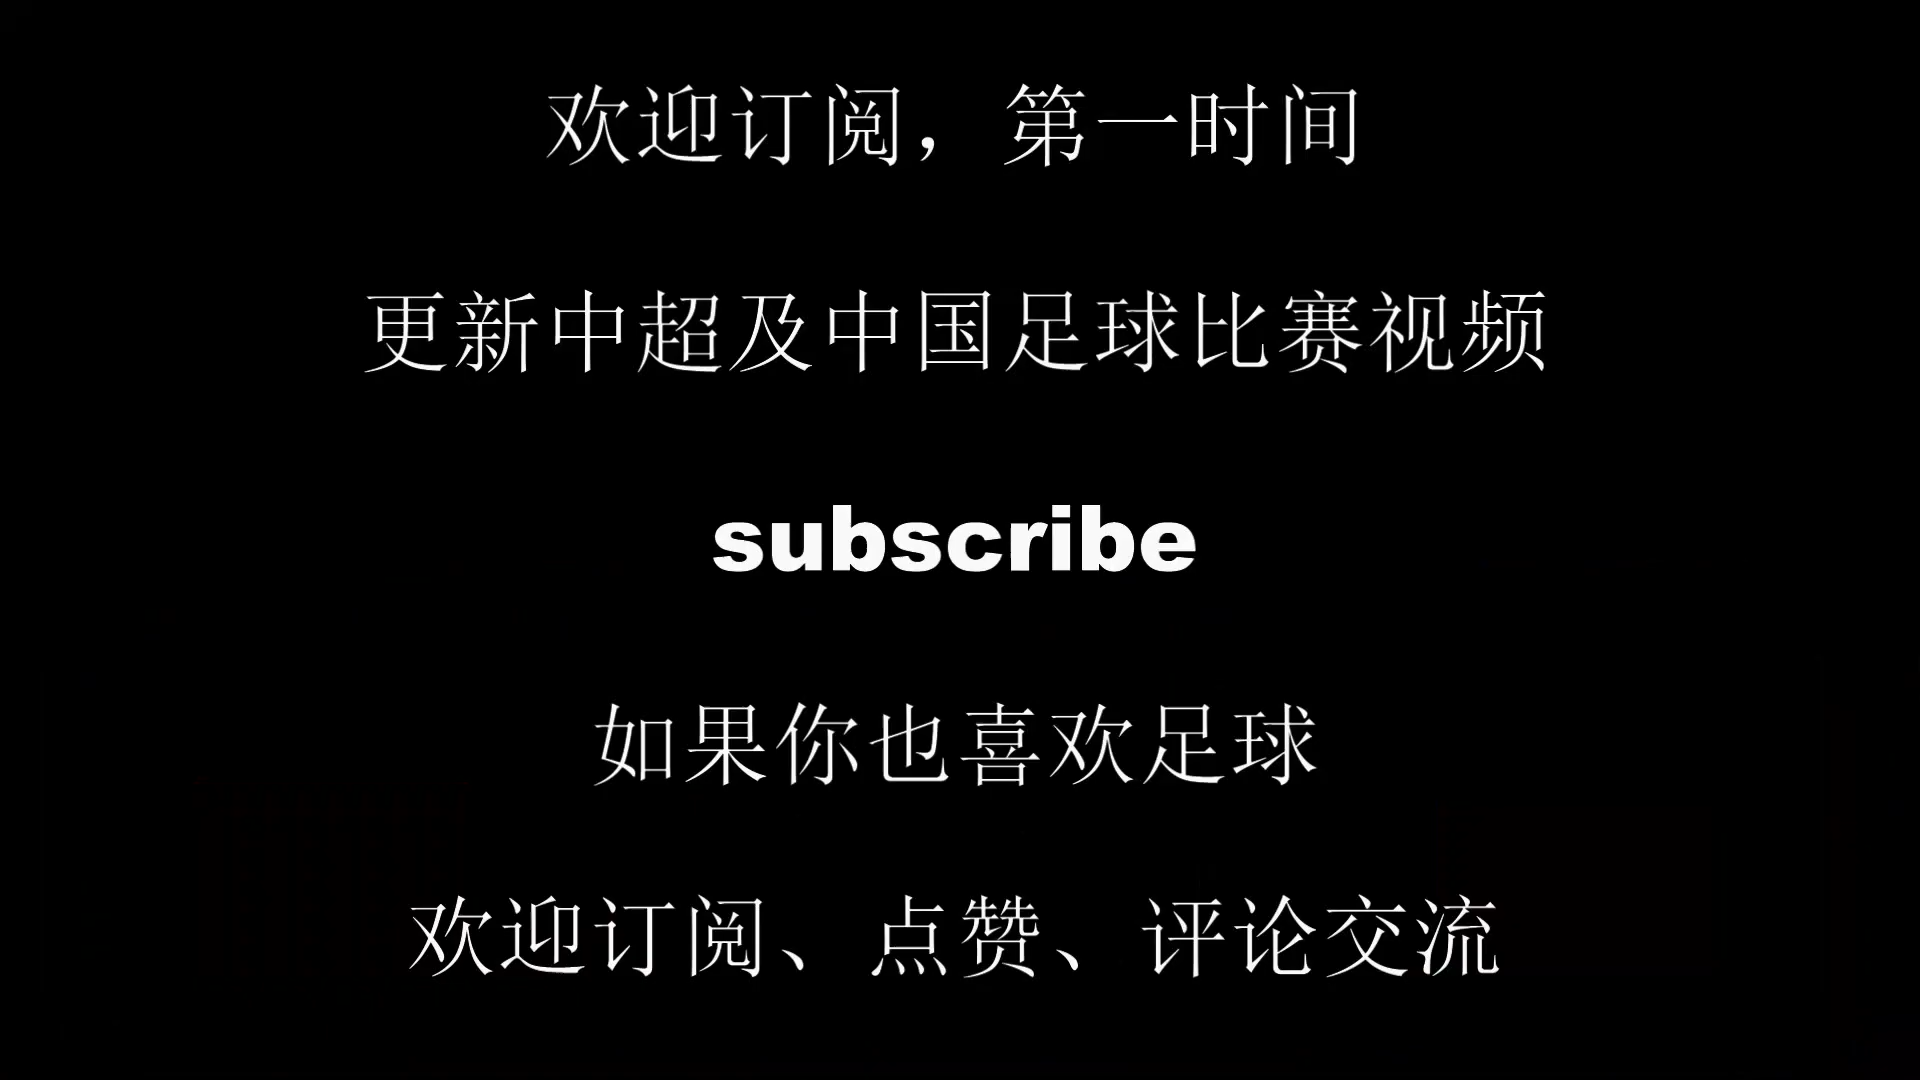 欢迎订阅，第一时间
更新中超及中国足球比赛视频
subscribe
如果你也喜欢足球
欢迎订阅、点赞、评论交流